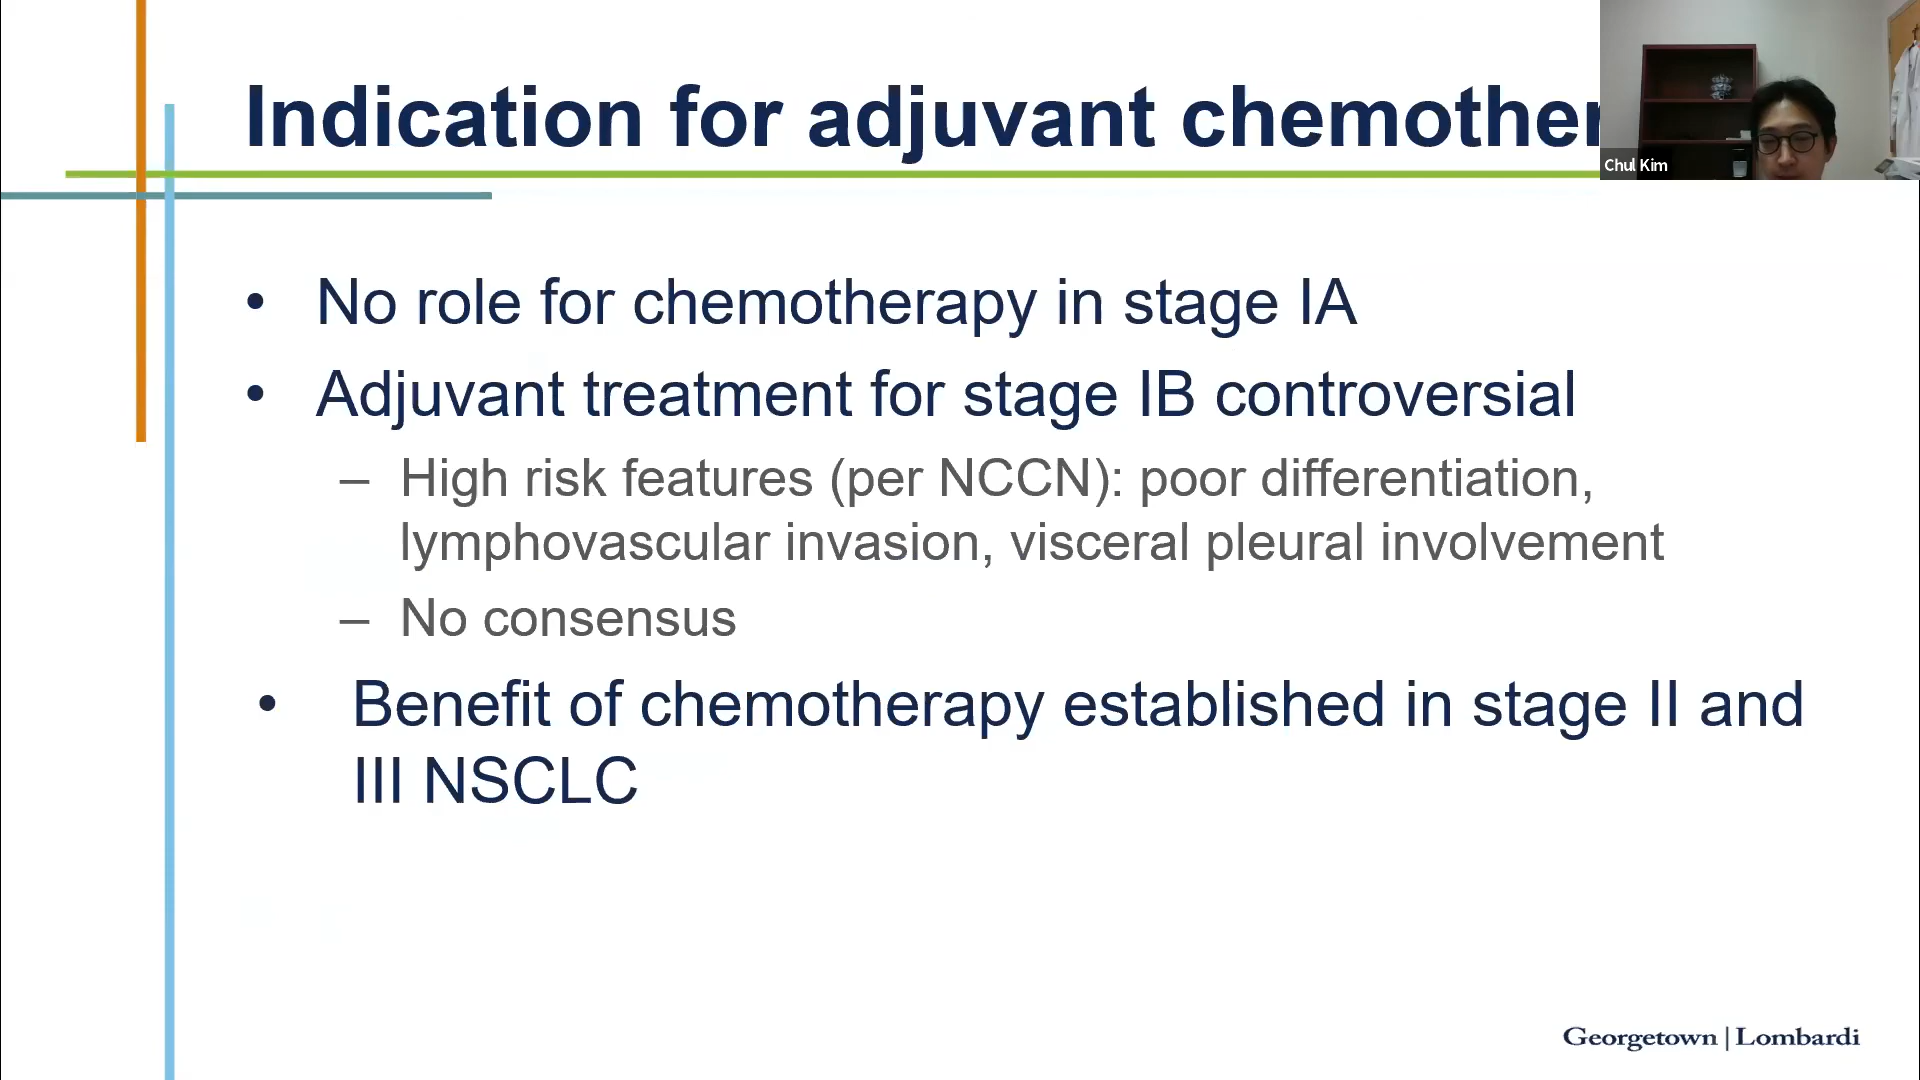 Indication for adjuvant
Chul Kim
• No role for chemotherapy in stage IA
• Adjuvant treatment for stage IB controversial
– High risk features (per NCCN): poor differentiation,
lymphovascular invasion, visceral pleural involvement
– No consensus
• Benefit of chemotherapy established in stage II and
III NSCLC
Georgetown | Lombardi